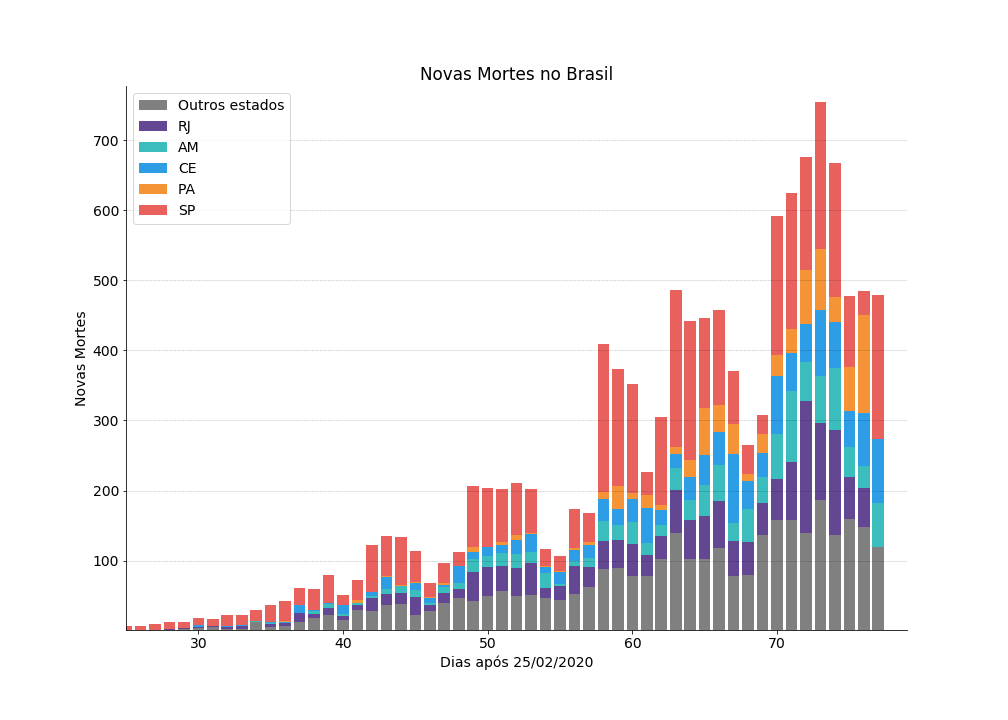 Novas Mortes no Brasil
Outros estados
RJ
AM
CE
PA
SP
700
600
500
400
300
200
100
Novas Mortes
30 40 50 60 70
Dias após 25/02/2020